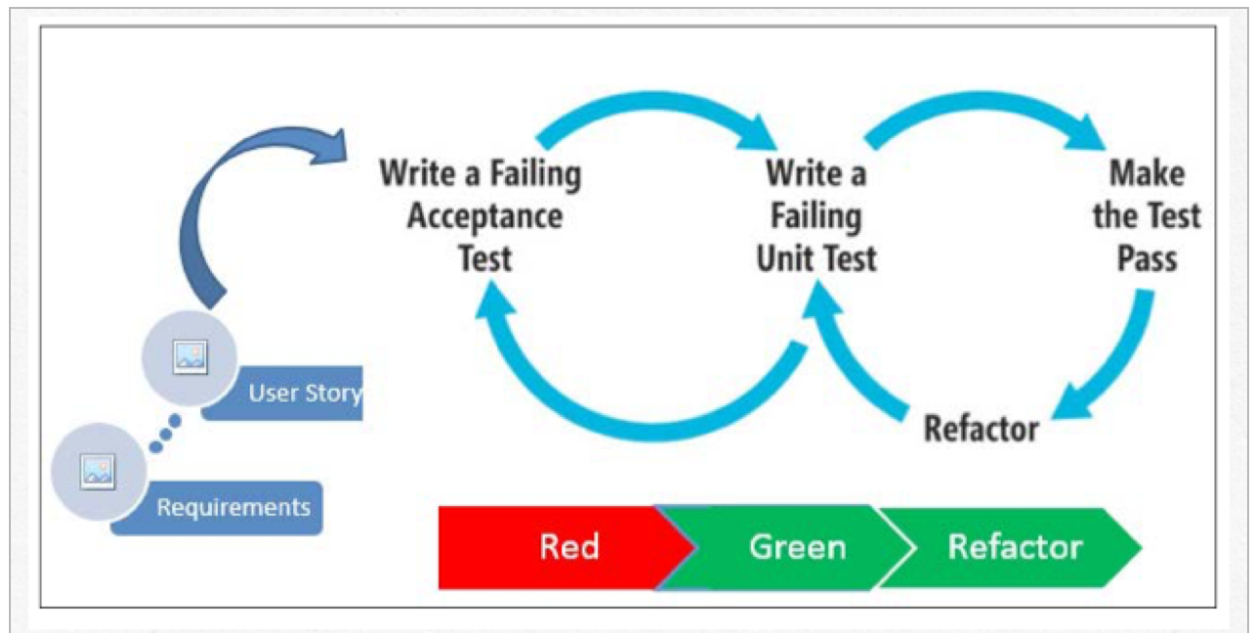 Write a Failing
Acceptance
Test
Write a
Failing
Unit Test
Make
the Test
Pass
Refactor
User Story
Requirements
Red
Green
Refactor